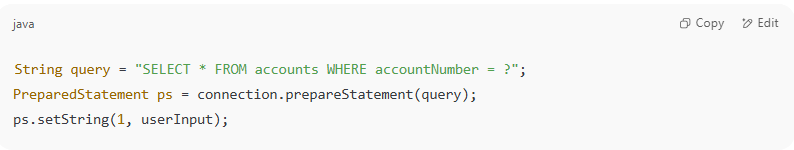 java
Copy
Edit
String query = "SELECT * FROM accounts WHERE accountNumber = ?";
PreparedStatement ps = connection.prepareStatement(query);
ps.setString(1, userInput);